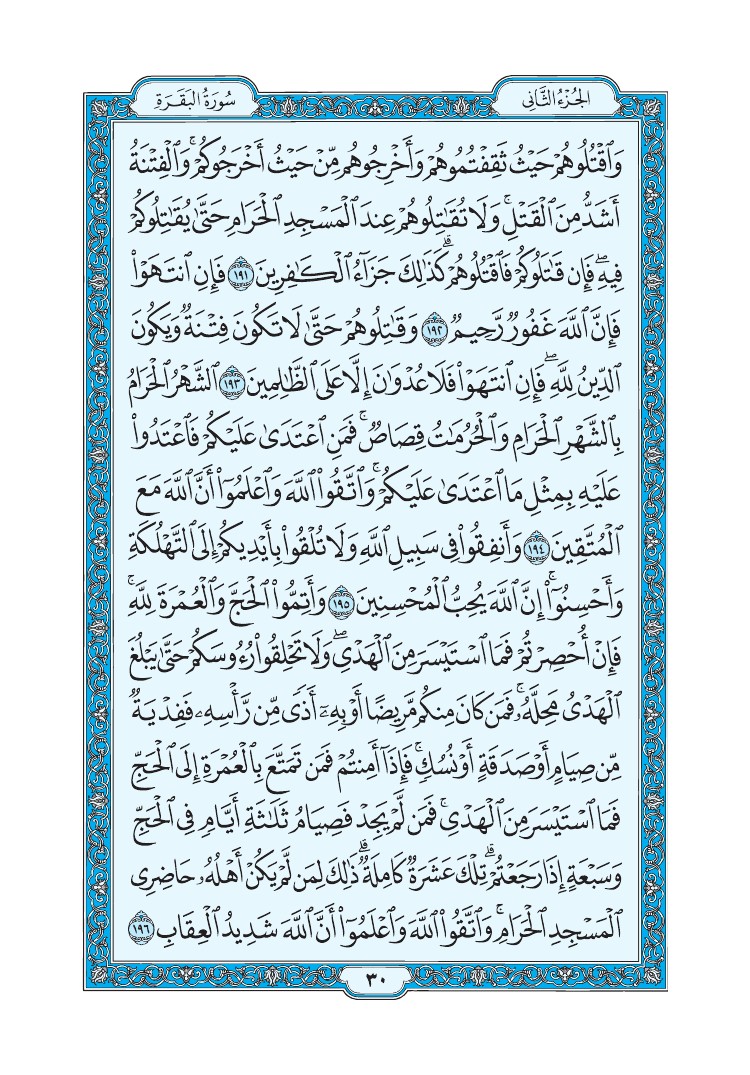 الجُزْءُ الثَّانِي
سُورَةُ البَقَرَةِ
وَٱقۡتُلُوهُمۡ حَيۡثُ ثَقِفۡتُمُوهُمۡ وَأَخۡرِجُوهُم مِّنۡ حَيۡثُ أَخۡرَجُوكُمۡۚ وَٱلۡفِتۡنَةُ
أَشَدُّ مِنَ ٱلۡقَتۡلِۚ وَلَا تُقَٰتِلُوهُمۡ عِندَ ٱلۡمَسۡجِدِ ٱلۡحَرَامِ حَتَّىٰ يُقَٰتِلُوكُمۡ
فِيهِۖ فَإِن قَٰتَلُوكُمۡ فَٱقۡتُلُوهُمۡۗ كَذَٰلِكَ جَزَآءُ ٱلۡكَٰفِرِينَ ١٩١ فَإِنِ ٱنتَهَوۡاْ
فَإِنَّ ٱللَّهَ غَفُورٞ رَّحِيمٞ ١٩٢ وَقَٰتِلُوهُمۡ حَتَّىٰ لَا تَكُونَ فِتۡنَةٞ وَيَكُونَ
ٱلدِّينُ لِلَّهِۖ فَإِنِ ٱنتَهَوۡاْ فَلَا عُدۡوَٰنَ إِلَّا عَلَى ٱلظَّٰلِمِينَ ١٩٣ ٱلشَّهۡرُ ٱلۡحَرَامُ
بِٱلشَّهۡرِ ٱلۡحَرَامِ وَٱلۡحُرُمَٰتُ قِصَاصٞۚ فَمَنِ ٱعۡتَدَىٰ عَلَيۡكُمۡ فَٱعۡتَدُواْ
عَلَيۡهِ بِمِثۡلِ مَا ٱعۡتَدَىٰ عَلَيۡكُمۡۚ وَٱتَّقُواْ ٱللَّهَ وَٱعۡلَمُوٓاْ أَنَّ ٱللَّهَ مَعَ
ٱلۡمُتَّقِينَ ١٩٤ وَأَنفِقُواْ فِي سَبِيلِ ٱللَّهِ وَلَا تُلۡقُواْ بِأَيۡدِيكُمۡ إِلَى ٱلتَّهۡلُكَةِ
وَأَحۡسِنُوٓاْۚ إِنَّ ٱللَّهَ يُحِبُّ ٱلۡمُحۡسِنِينَ ١٩٥ وَأَتِمُّواْ ٱلۡحَجَّ وَٱلۡعُمۡرَةَ لِلَّهِۚ
فَإِنۡ أُحۡصِرۡتُمۡ فَمَا ٱسۡتَيۡسَرَ مِنَ ٱلۡهَدۡيِۖ وَلَا تَحۡلِقُواْ رُءُوسَكُمۡ حَتَّىٰ يَبۡلُغَ
ٱلۡهَدۡيُ مَحِلَّهُۥۚ فَمَن كَانَ مِنكُم مَّرِيضًا أَوۡ بِهِۦٓ أَذٗى مِّن رَّأۡسِهِۦ فَفِدۡيَةٞ
مِّن صِيَامٍ أَوۡ صَدَقَةٍ أَوۡ نُسُكٖۚ فَإِذَآ أَمِنتُمۡ فَمَن تَمَتَّعَ بِٱلۡعُمۡرَةِ إِلَى ٱلۡحَجِّ
فَمَا ٱسۡتَيۡسَرَ مِنَ ٱلۡهَدۡيِۚ فَمَن لَّمۡ يَجِدۡ فَصِيَامُ ثَلَٰثَةِ أَيَّامٖ فِي ٱلۡحَجِّ
وَسَبۡعَةٍ إِذَا رَجَعۡتُمۡۗ تِلۡكَ عَشَرَةٞ كَامِلَةٞۗ ذَٰلِكَ لِمَن لَّمۡ يَكُنۡ أَهۡلُهُۥ حَاضِرِي
ٱلۡمَسۡجِدِ ٱلۡحَرَامِۚ وَٱتَّقُواْ ٱللَّهَ وَٱعۡلَمُوٓاْ أَنَّ ٱللَّهَ شَدِيدُ ٱلۡعِقَابِ ١٩٦
٣٠